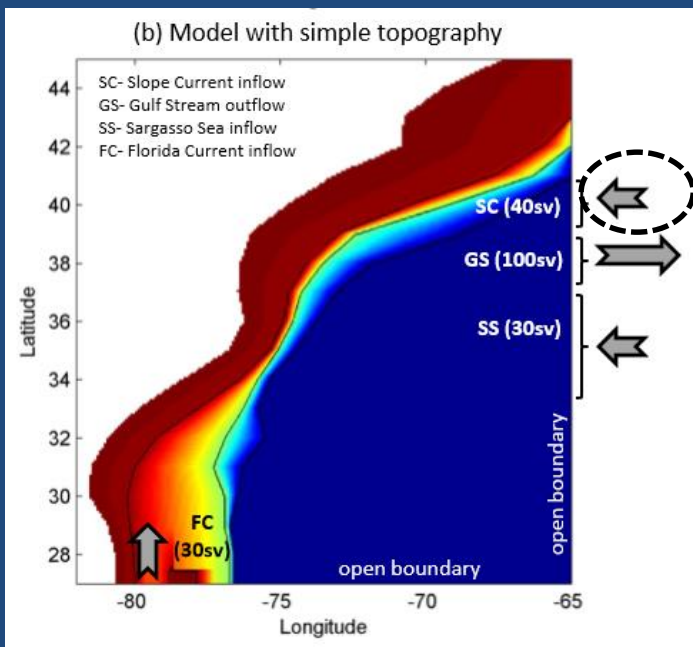 (b) Model with simple topography
SC- Slope Current inflow
GS- Gulf Stream outflow
SS- Sargasso Sea inflow
FC- Florida Current inflow
44
42
40
38
36
34
32
30
28
Latitude
SC (40sv)
GS (100sv)
SS (30sv)
FC
(30sv)
open boundary
open boundary
-80
-75
-70
-65
Longitude